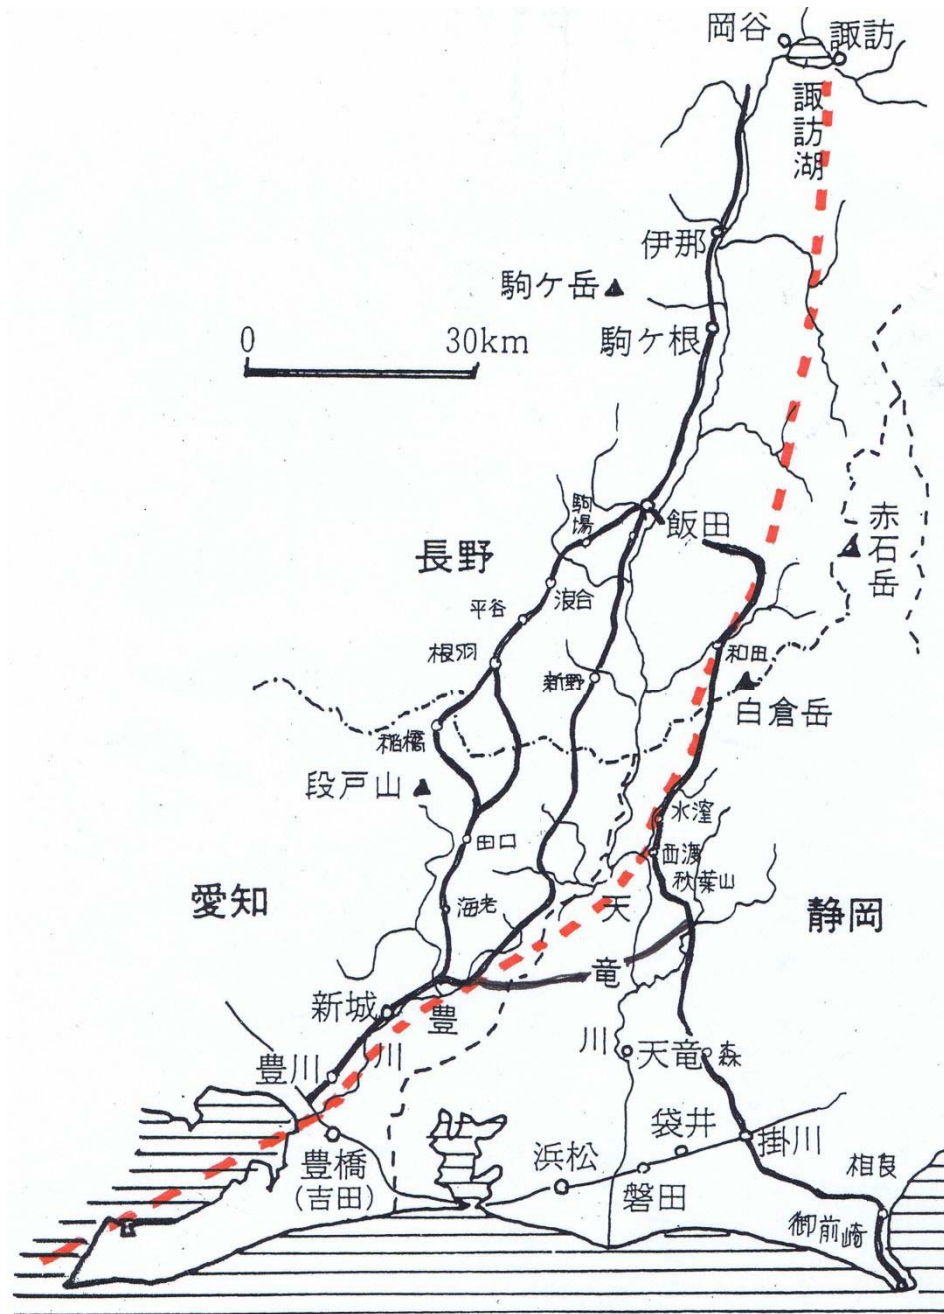 岡谷
諏訪
諏訪湖
伊那
駒ケ岳
駒ケ根
0
30km
駒場
飯田
赤石岳
長野
浪合
平谷
根羽
新野
和田
白倉岳
稲橋
段戸山
水窪
田口
西渡
秋葉山
愛知
海老
天
静岡
竜
新城
豊
川
豊川
川
天竜
森
袋井
掛川
浜松
豊橋
(吉田)
磐田
相良
御前崎